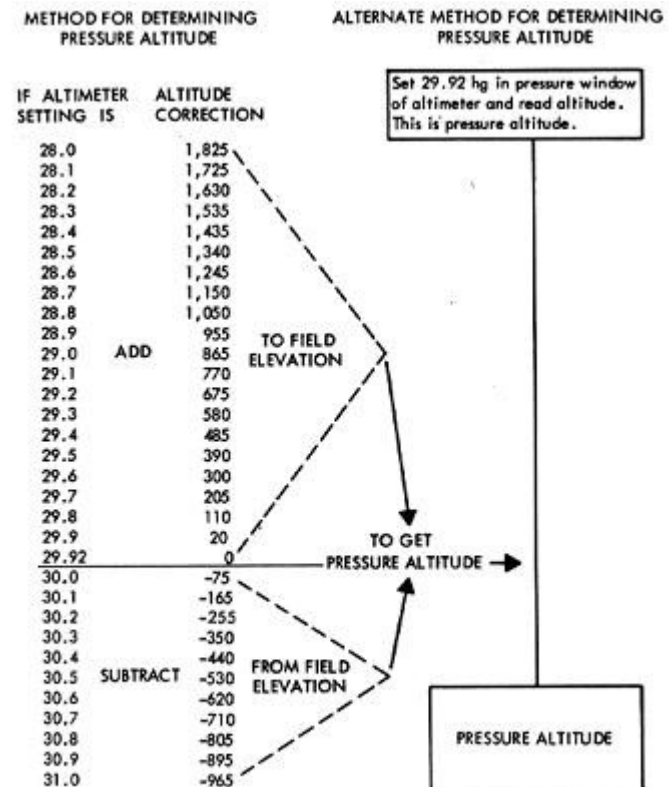 METHOD FOR DETERMINING
PRESSURE ALTITUDE
ALTERNATE METHOD FOR DETERMINING
PRESSURE ALTITUDE
IF ALTIMETER ALTITUDE
SETTING IS CORRECTION
Set 29.92 hg in pressure window
of altimeter and read altitude.
This is pressure altitude.
28.0 1,825
28.1 1,725
28.2 1,630
28.3 1,535
28.4 1,435
28.5 1,340
28.6 1,245
28.7 1,150
28.8 1,050
28.9 955
29.0 ADD 865
29.1 770
29.2 675
29.3 580
29.4 485
29.5 390
29.6 300
29.7 205
29.8 110
29.9 20
29.92 0
TO FIELD
ELEVATION
TO GET
PRESSURE ALTITUDE
30.0 -75
30.1 -165
30.2 -255
30.3 -350
30.4 -440
30.5 SUBTRACT -530
30.6 -620
30.7 -710
30.8 -805
30.9 -895
31.0 -965
FROM FIELD
ELEVATION
PRESSURE ALTITUDE